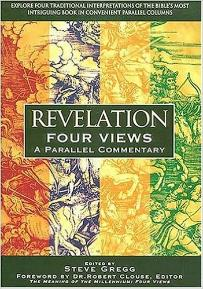 EXPLORE FOUR TRADITIONAL INTERPRETATIONS OF THE BIBLE'S MOST
INTRIGUING BOOK IN CONVENIENT PARALLEL COLUMNS
REVELATION
FOUR VIEWS
A PARALLEL COMMENTARY
EDITED BY
STEVE GREGG
FOREWORD BY DR. ROBERT CLOUSE, EDITOR
THE MEANING OF THE MILLENNIUM: FOUR VIEWS